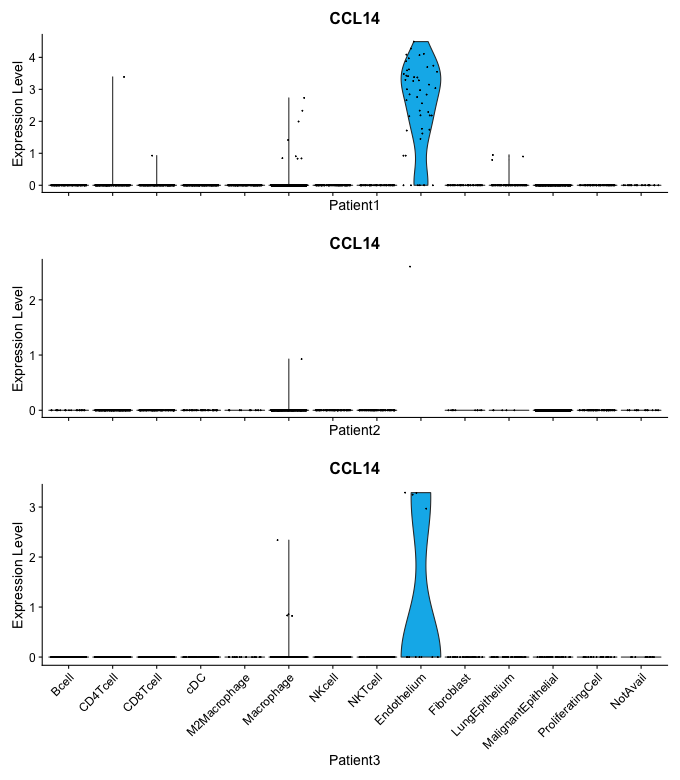 CCL14
Expression Level
4
3
2
1
0
Patient1
CCL14
Expression Level
2
1
0
Patient2
CCL14
Expression Level
3
2
1
0
Bcell
CD4Tcell
CD8Tcell
cDC
M2Macrophage
Macrophage
NKcell
NKTcell
Endothelium
Fibroblast
LungEpithelium
MalignantEpithelial
ProliferatingCell
NotAvail
Patient3